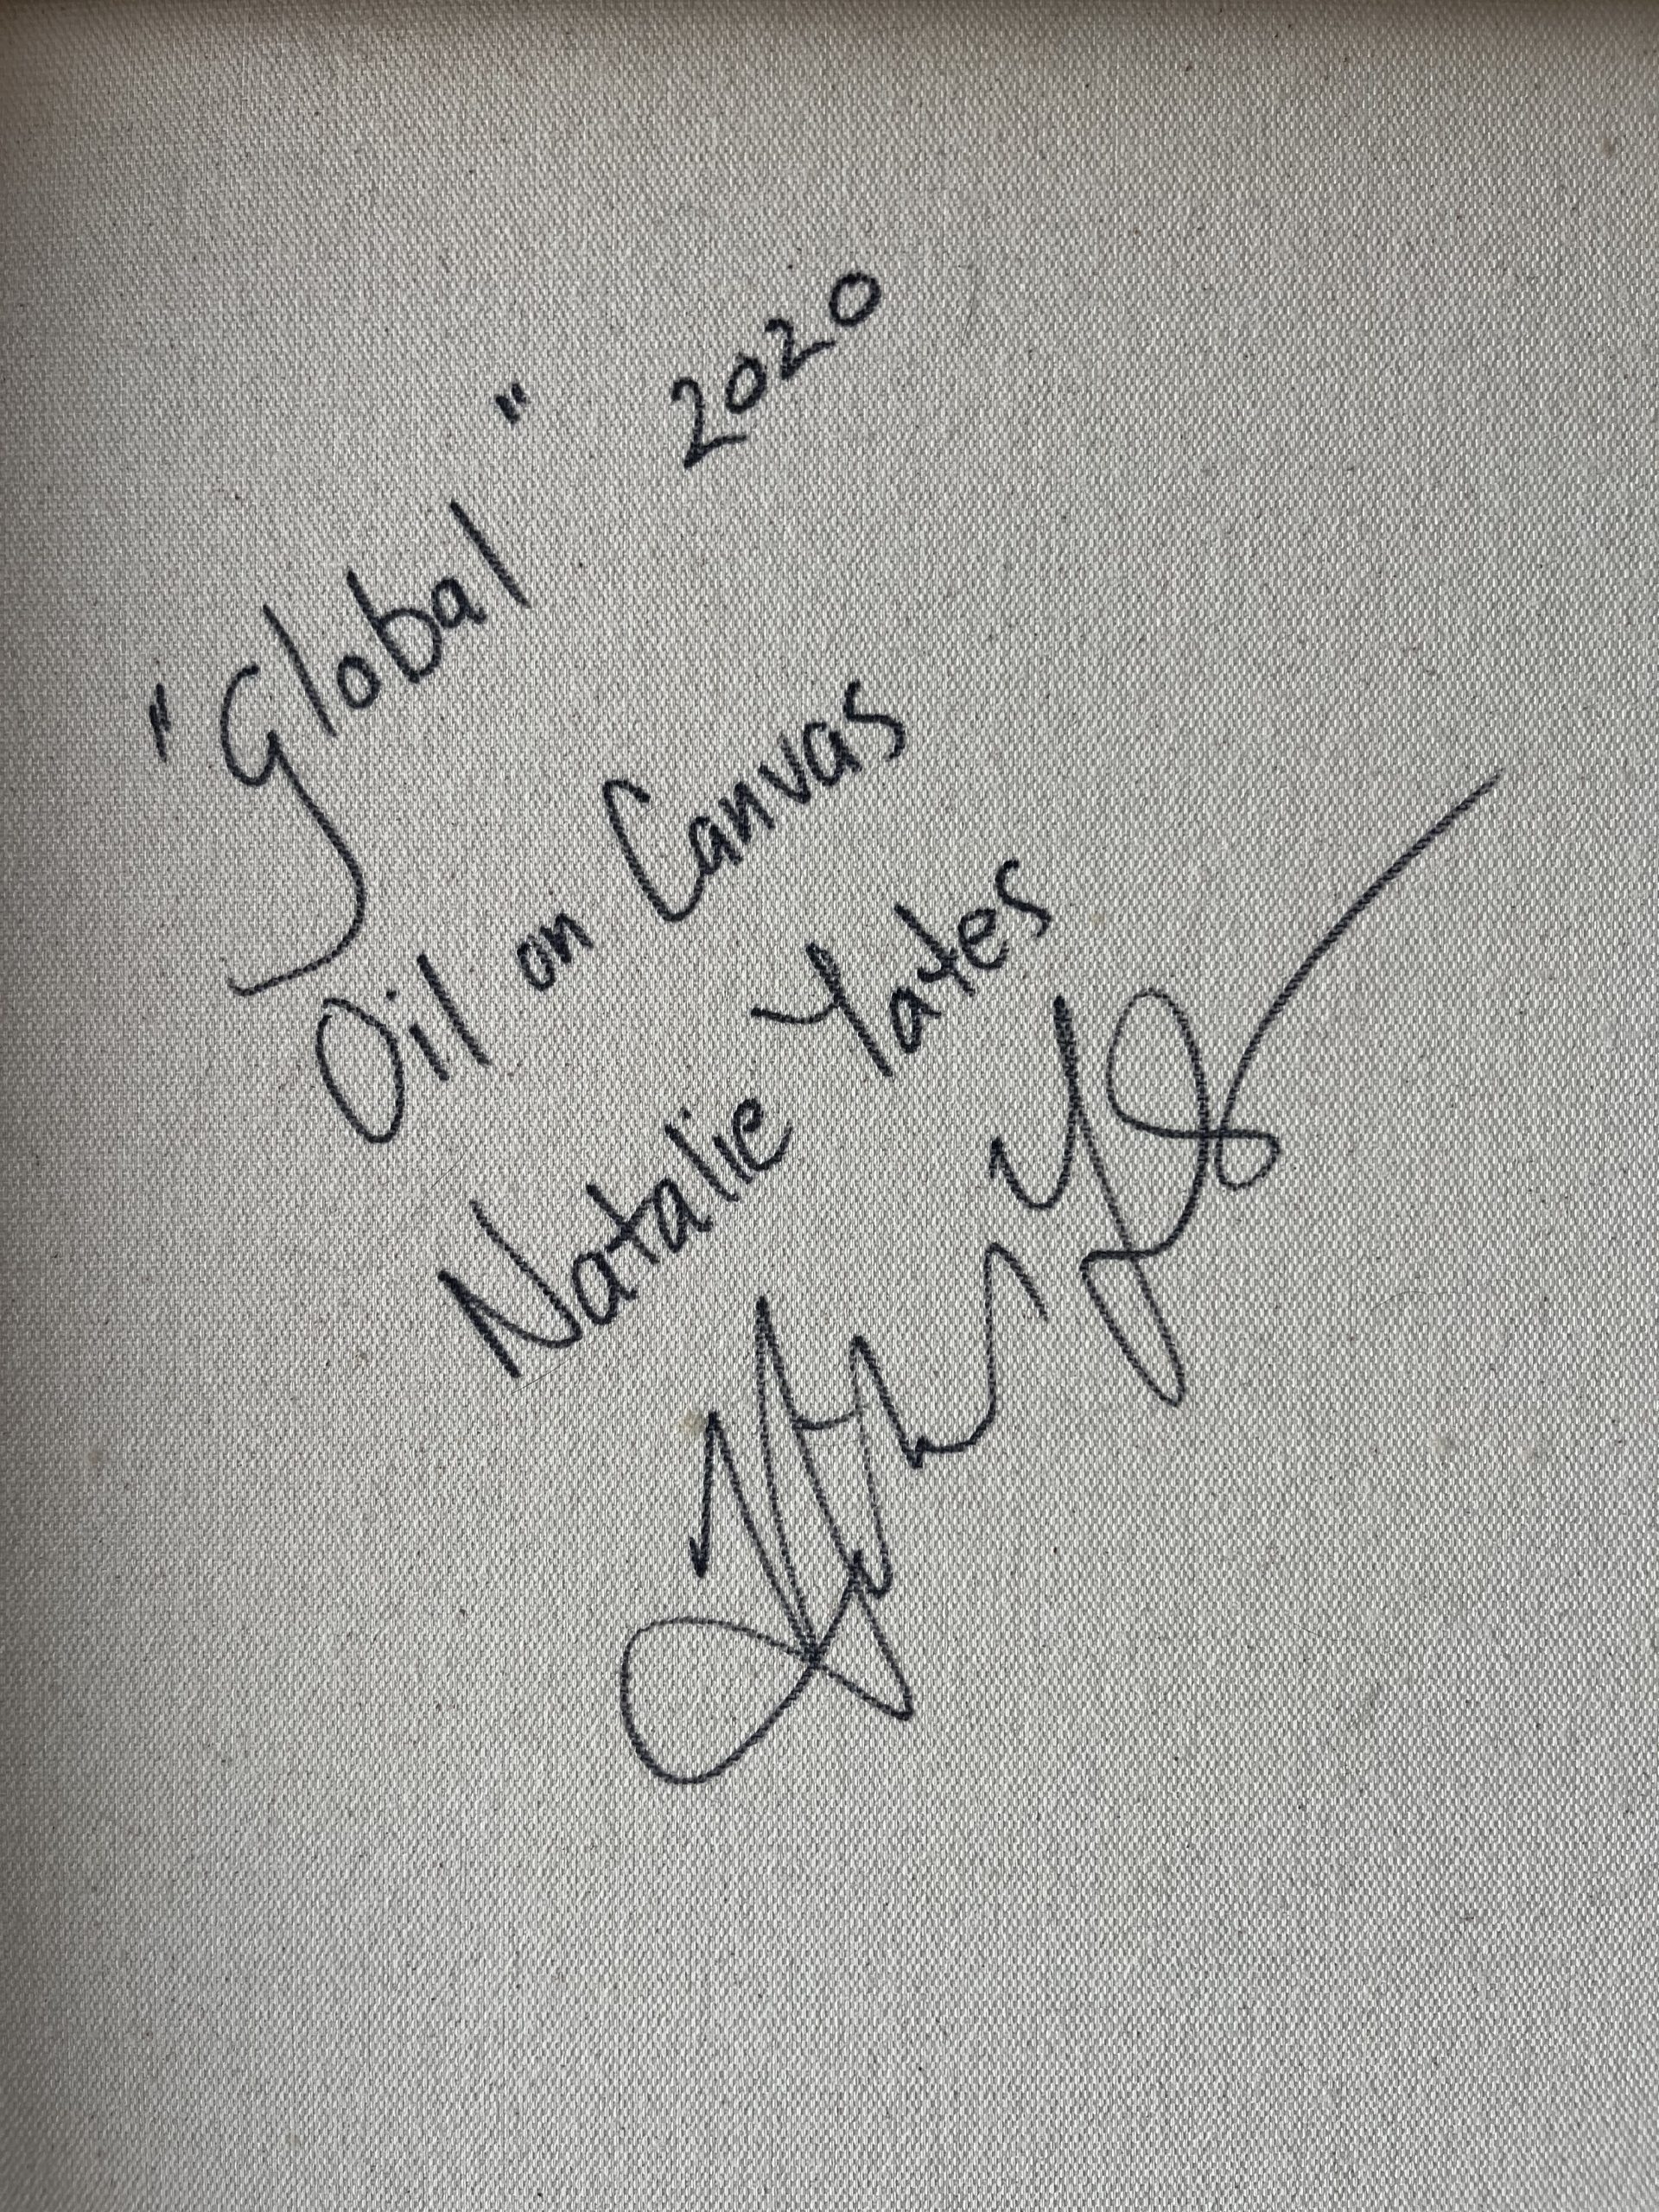 "Global" 2020
Oil on Canvas
Natalie Yates